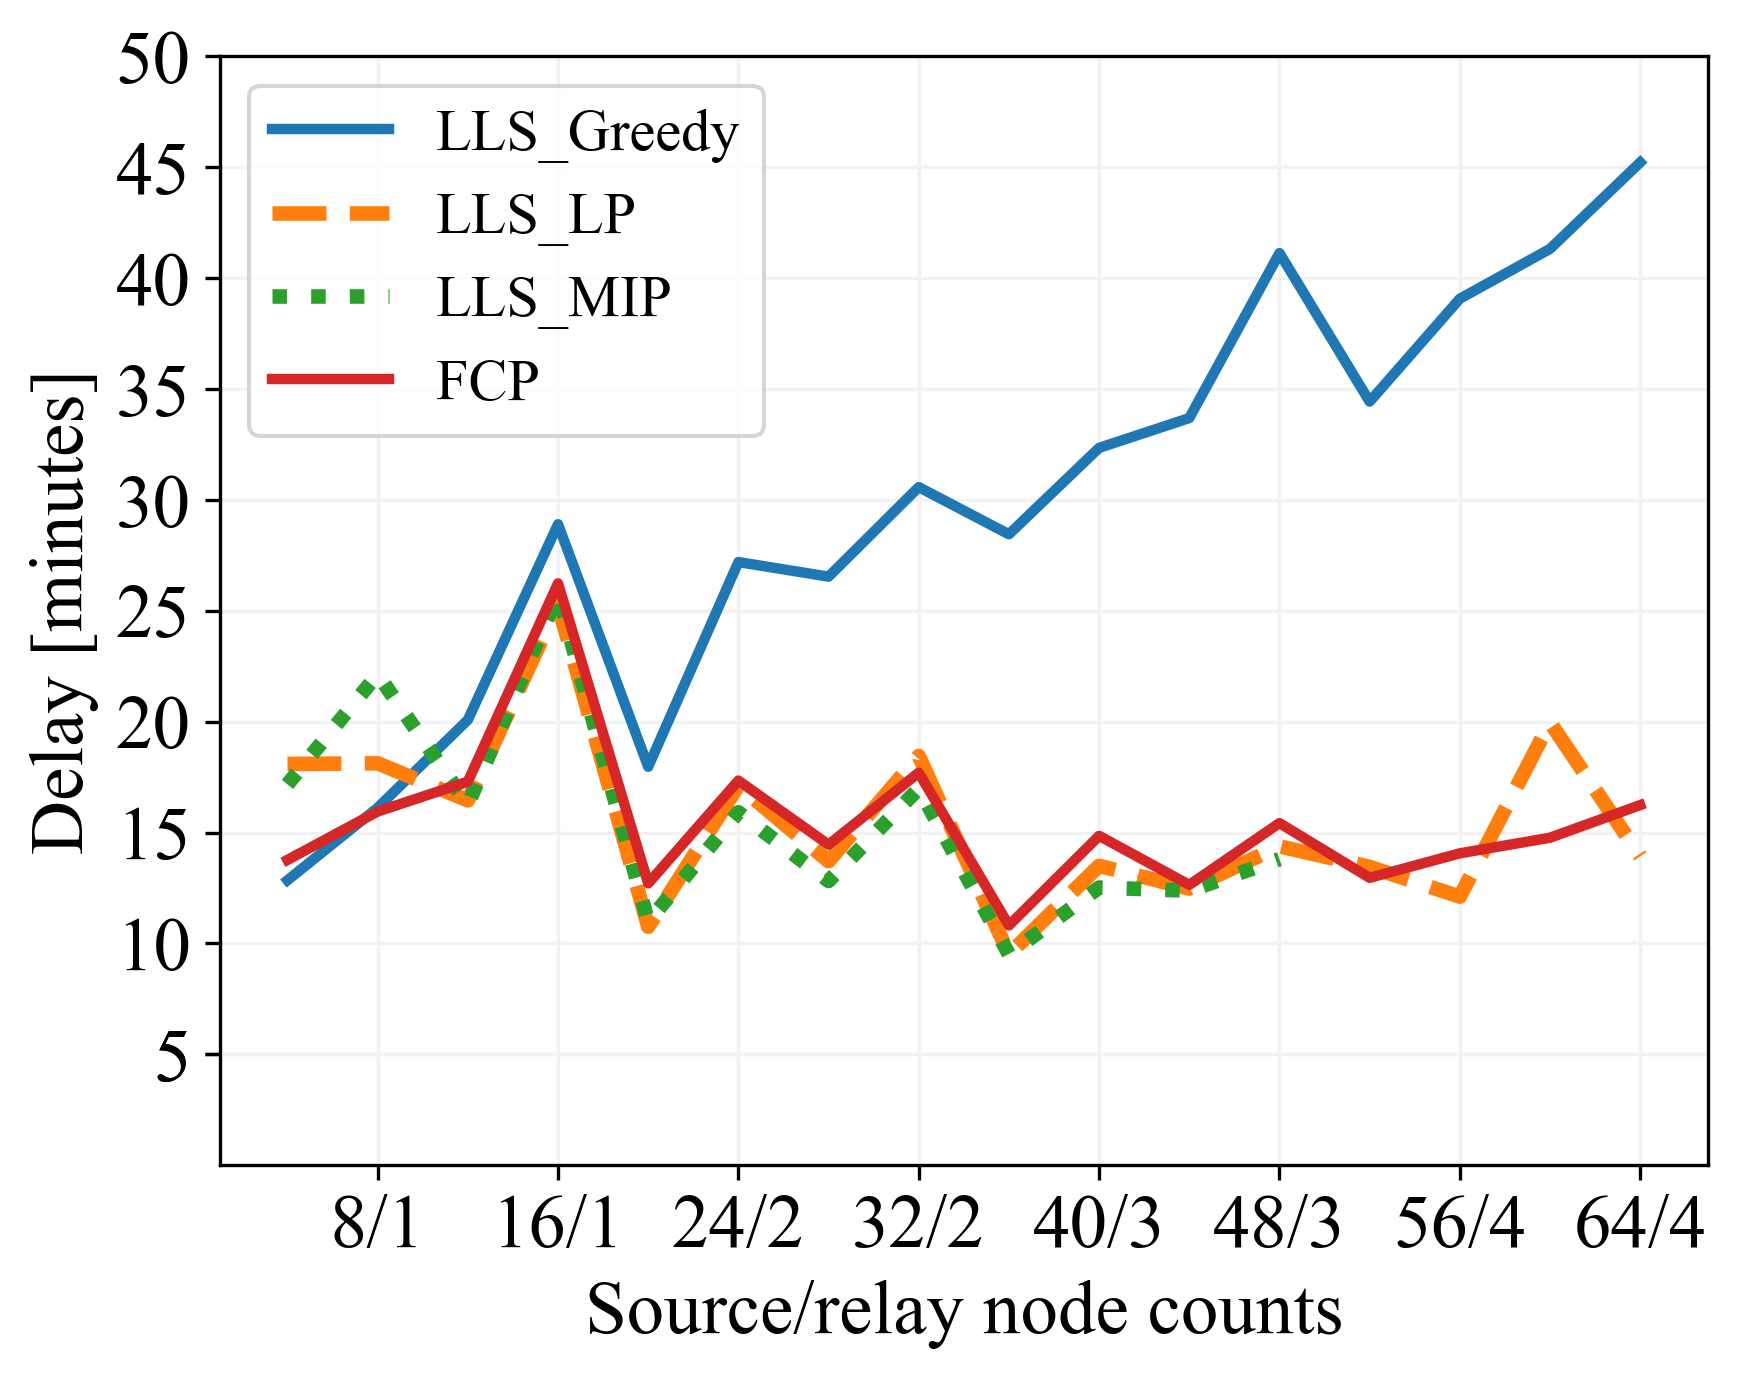 50
45
40
35
30
25
20
15
10
5
Delay [minutes]
LLS_Greedy
LLS_LP
LLS_MIP
FCP
8/1 16/1 24/2 32/2 40/3 48/3 56/4 64/4
Source/relay node counts